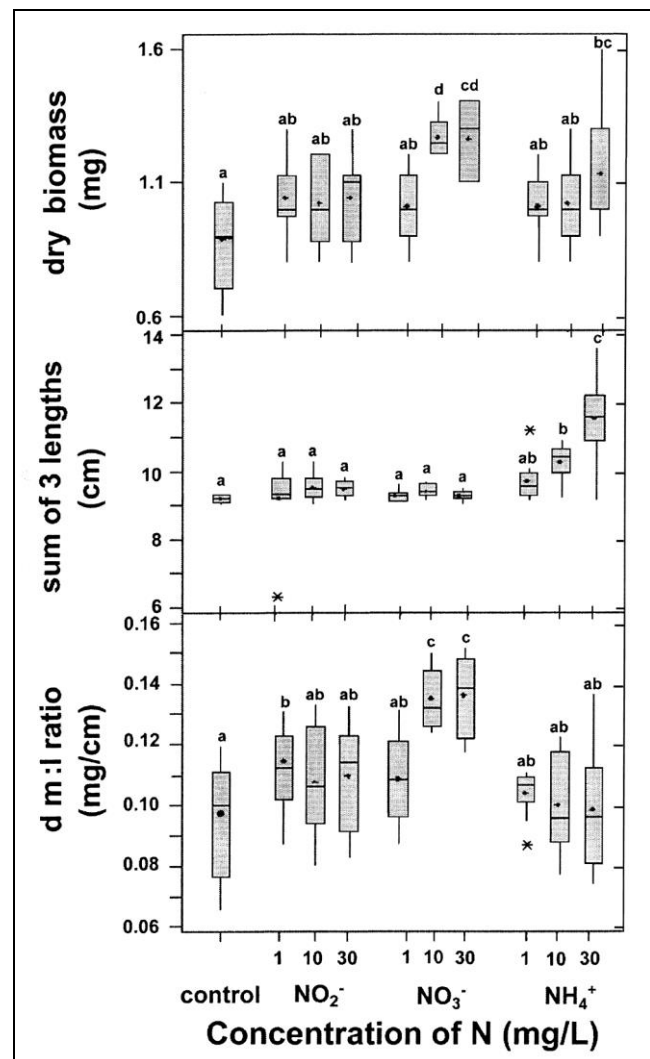 1.6
1.1
0.6
dry biomass
(mg)
a
ab
ab
ab
ab
d
cd
ab
ab
bc
14
12
10
8
6
sum of 3 lengths
(cm)
a
a
a
a
a
a
a
ab
b
c
*
*
0.16
0.14
0.12
0.10
0.08
0.06
d m:l ratio
(mg/cm)
a
b
ab
ab
ab
c
c
ab
ab
ab
*
1 10 30 1 10 30 1 10 30
control NO₂⁻ NO₃⁻ NH₄⁺
Concentration of N (mg/L)